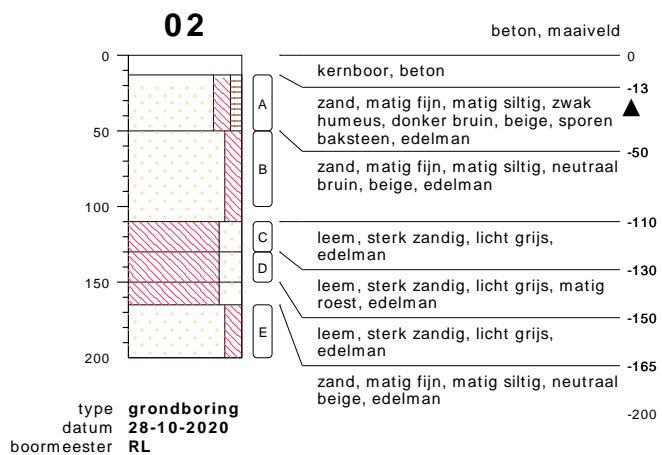 02
beton, maaiveld
0
0
kernboor, beton
-13
A
zand, matig fijn, matig siltig, zwak
humeus, donker bruin, beige, sporen
baksteen, edelman
50
-50
B
zand, matig fijn, matig siltig, neutraal
bruin, beige, edelman
100
-110
C
leem, sterk zandig, licht grijs,
edelman
-130
D
leem, sterk zandig, licht grijs, matig
roest, edelman
150
-150
leem, sterk zandig, licht grijs,
edelman
-165
E
zand, matig fijn, matig siltig, neutraal
beige, edelman
200
-200
type grondboring
datum 28-10-2020
boormeester RL